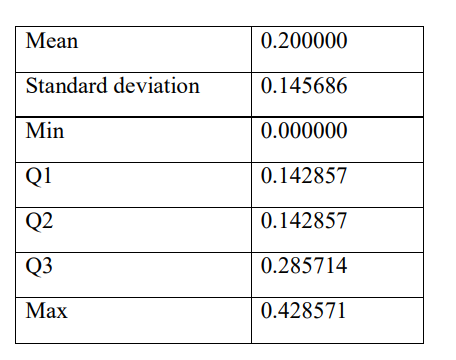 Mean 0.200000
Standard deviation 0.145686
Min 0.000000
Q1 0.142857
Q2 0.142857
Q3 0.285714
Max 0.428571